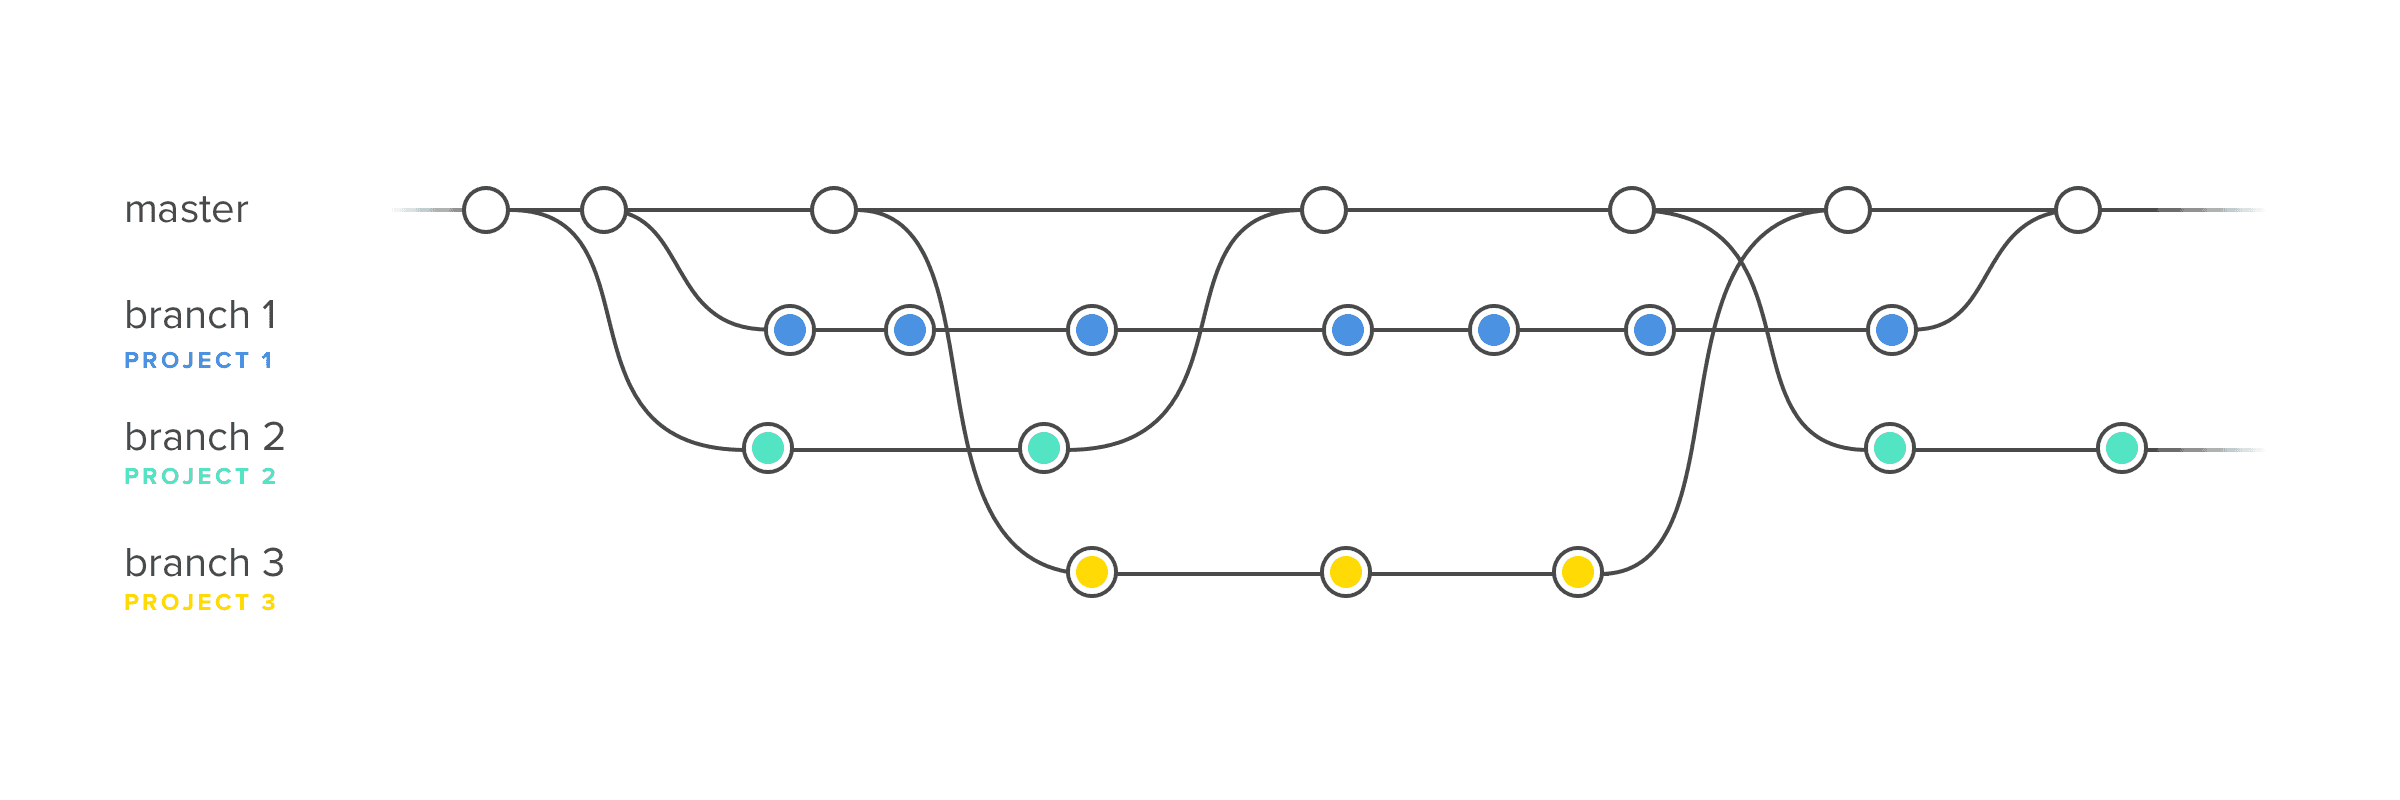 master
branch 1
PROJECT 1
branch 2
PROJECT 2
branch 3
PROJECT 3